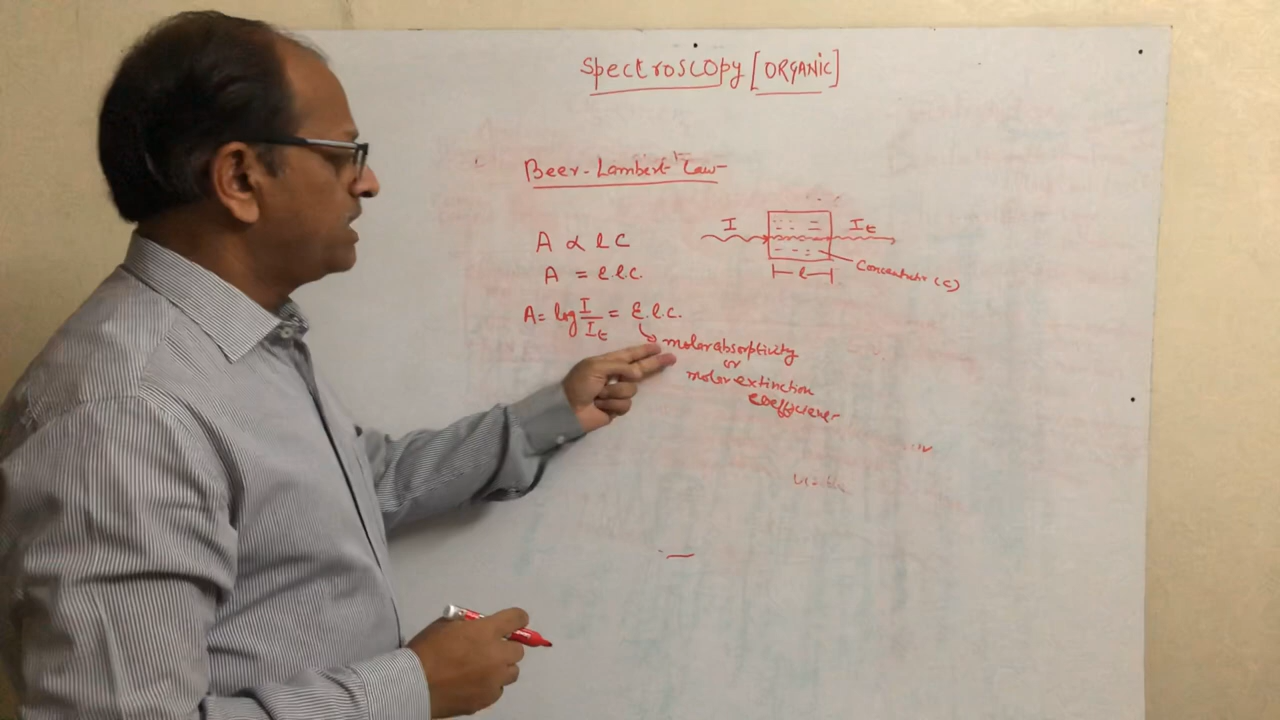 Spectroscopy [ORGANIC]
Beer-Lambert Law
A ∝ l C
A = ε.l.c.
A = log I/It = ε.l.c.
molar absorptivity
or
molar extinction
coefficient
I
It
l
Concentration (c)